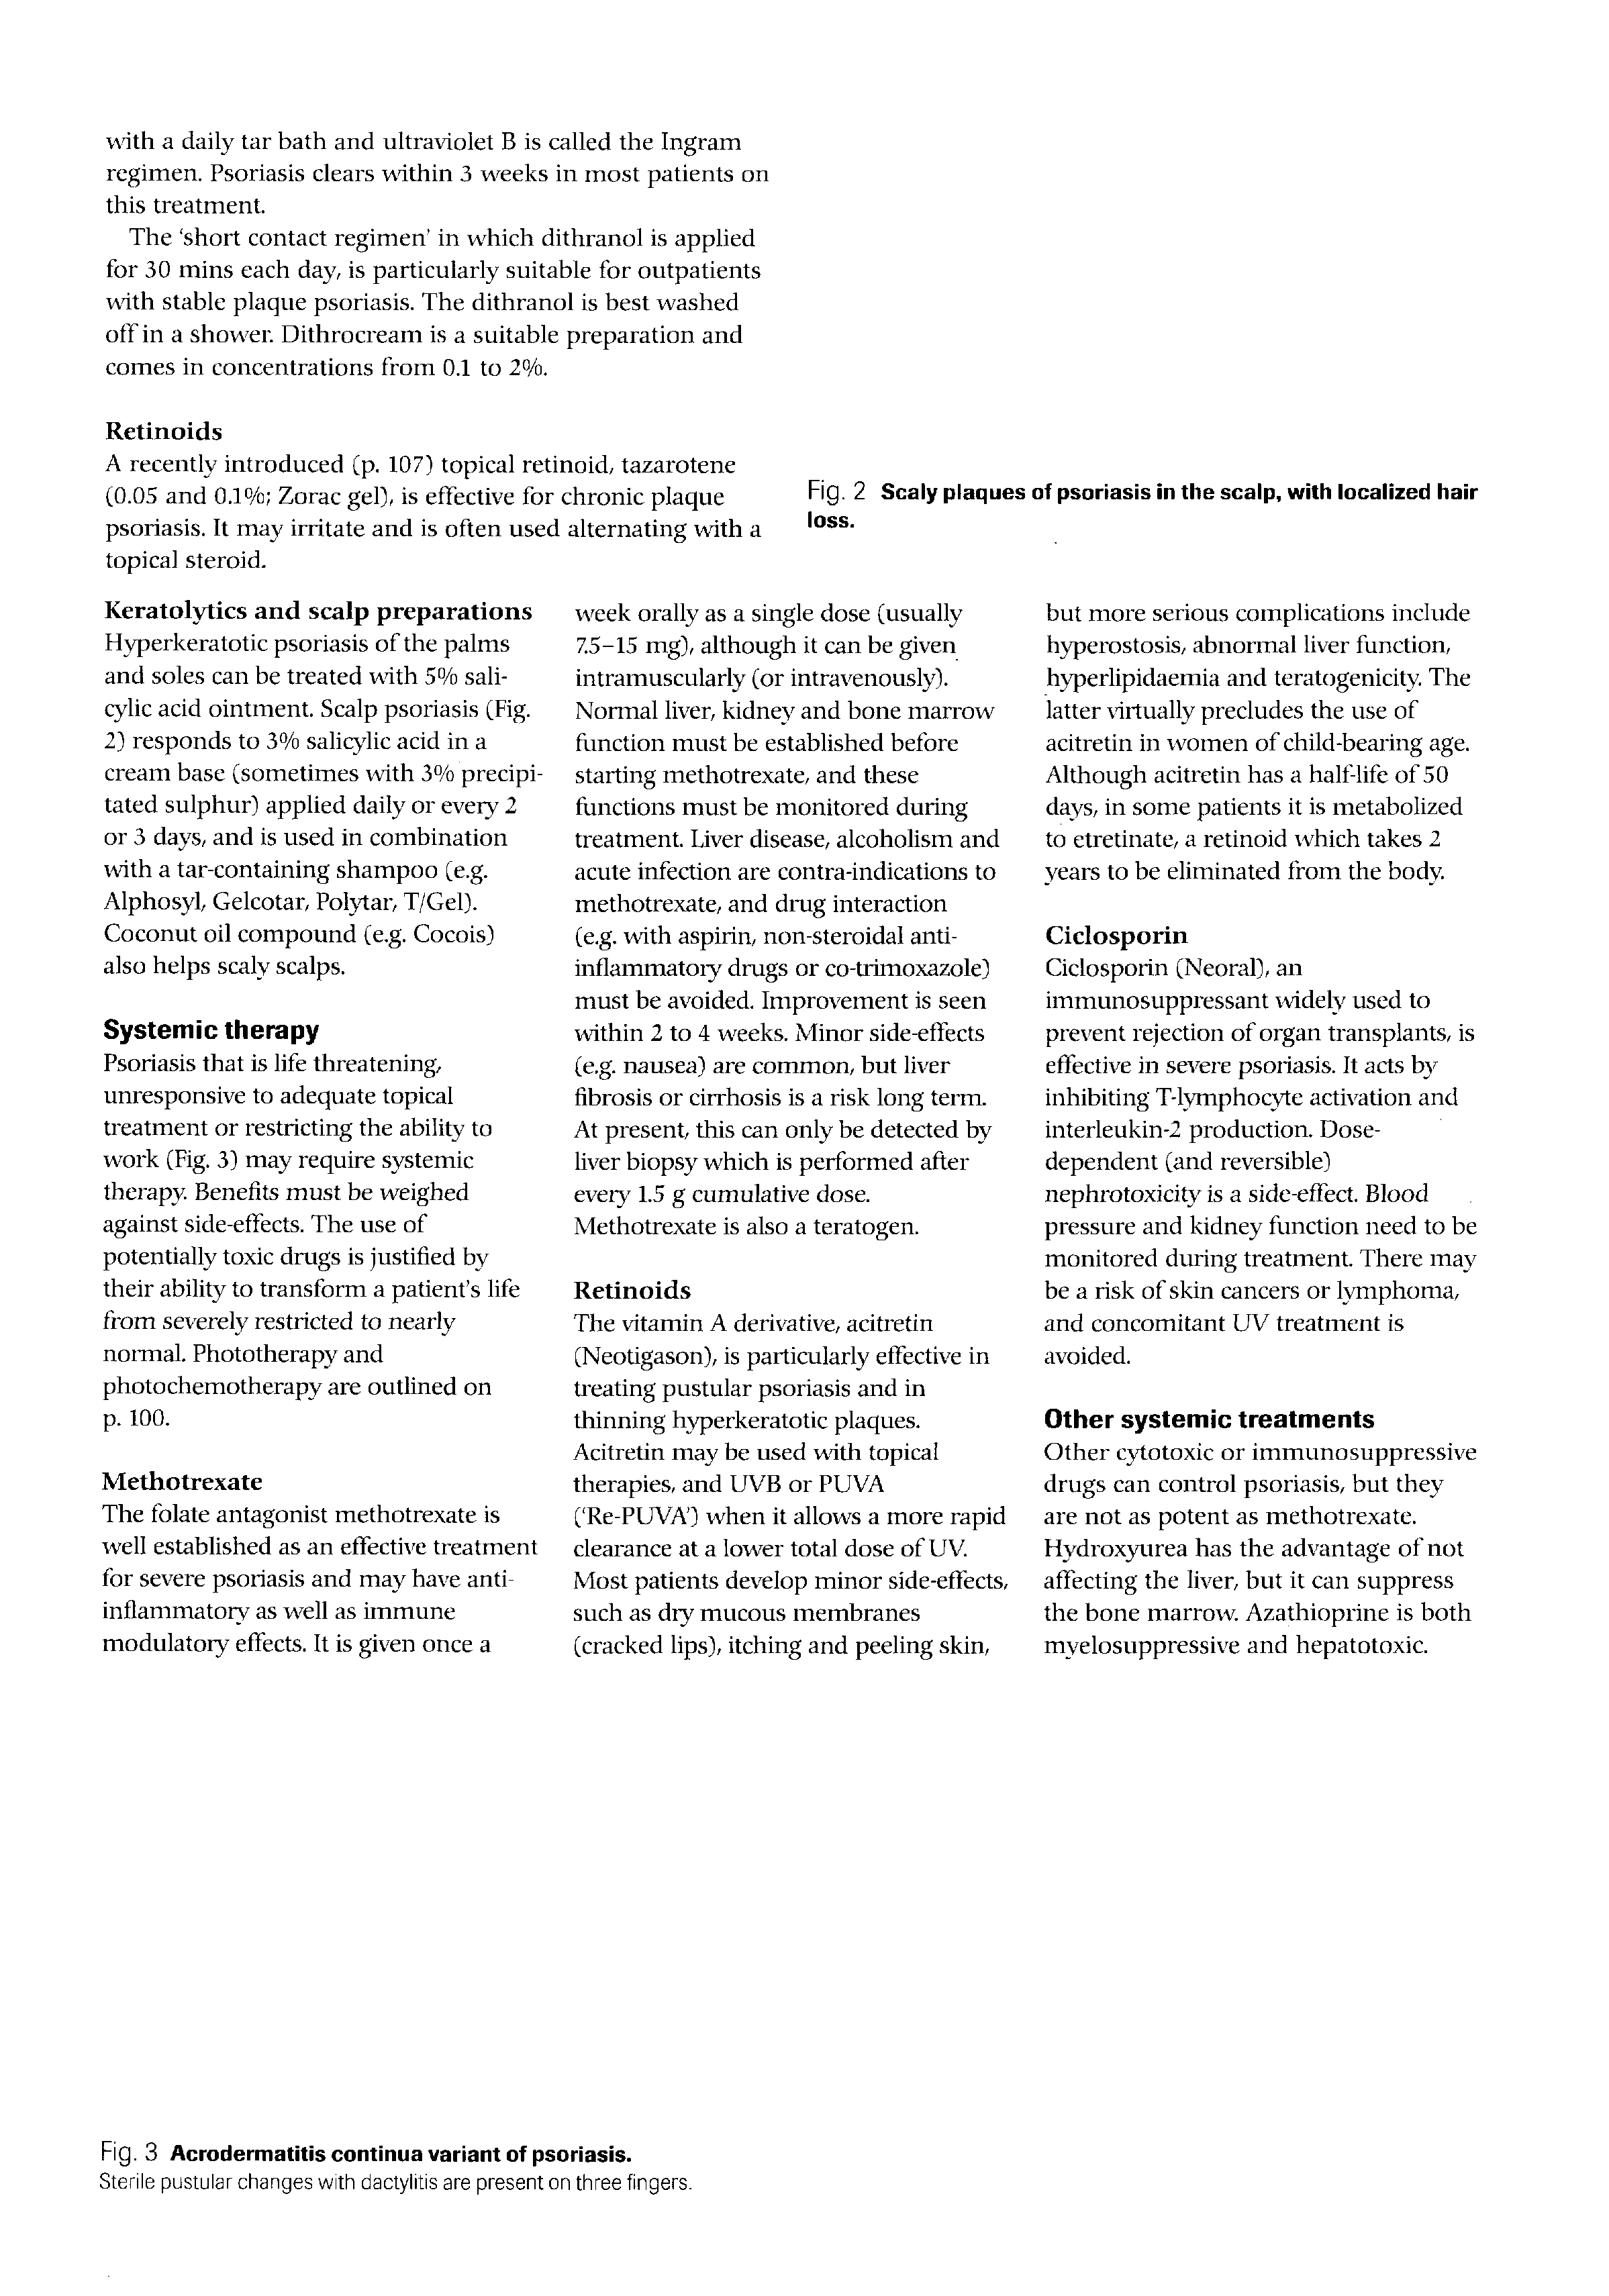 with a daily tar bath and ultraviolet B is called the Ingram
regimen. Psoriasis clears within 3 weeks in most patients on
this treatment.
The ‘short contact regimen’ in which dithranol is applied
for 30 mins each day, is particularly suitable for outpatients
with stable plaque psoriasis. The dithranol is best washed
off in a shower. Dithrocream is a suitable preparation and
comes in concentrations from 0.1 to 2%.
Retinoids
A recently introduced (p. 107) topical retinoid, tazarotene
(0.05 and 0.1%; Zorac gel), is effective for chronic plaque
psoriasis. It may irritate and is often used alternating with a
topical steroid.
Fig. 2 Scaly plaques of psoriasis in the scalp, with localized hair
loss.
Keratolytics and scalp preparations
Hyperkeratotic psoriasis of the palms
and soles can be treated with 5% sali-
cylic acid ointment. Scalp psoriasis (Fig.
2) responds to 3% salicylic acid in a
cream base (sometimes with 3% precipi-
tated sulphur) applied daily or every 2
or 3 days, and is used in combination
with a tar-containing shampoo (e.g.
Alphosyl, Gelcotar, Polytar, T/Gel).
Coconut oil compound (e.g. Cocois)
also helps scaly scalps.
Systemic therapy
Psoriasis that is life threatening,
unresponsive to adequate topical
treatment or restricting the ability to
work (Fig. 3) may require systemic
therapy. Benefits must be weighed
against side-effects. The use of
potentially toxic drugs is justified by
their ability to transform a patient’s life
from severely restricted to nearly
normal. Phototherapy and
photochemotherapy are outlined on
p. 100.
Methotrexate
The folate antagonist methotrexate is
well established as an effective treatment
for severe psoriasis and may have anti-
inflammatory as well as immune
modulatory effects. It is given once a
week orally as a single dose (usually
7.5–15 mg), although it can be given
intramuscularly (or intravenously).
Normal liver, kidney and bone marrow
function must be established before
starting methotrexate, and these
functions must be monitored during
treatment. Liver disease, alcoholism and
acute infection are contra-indications to
methotrexate, and drug interaction
(e.g. with aspirin, non-steroidal anti-
inflammatory drugs or co-trimoxazole)
must be avoided. Improvement is seen
within 2 to 4 weeks. Minor side-effects
(e.g. nausea) are common, but liver
fibrosis or cirrhosis is a risk long term.
At present, this can only be detected by
liver biopsy which is performed after
every 1.5 g cumulative dose.
Methotrexate is also a teratogen.
Retinoids
The vitamin A derivative, acitretin
(Neotigason), is particularly effective in
treating pustular psoriasis and in
thinning hyperkeratotic plaques.
Acitretin may be used with topical
therapies, and UVB or PUVA
(‘Re-PUVA’) when it allows a more rapid
clearance at a lower total dose of UV.
Most patients develop minor side-effects,
such as dry mucous membranes
(cracked lips), itching and peeling skin,
but more serious complications include
hyperostosis, abnormal liver function,
hyperlipidaemia and teratogenicity. The
latter virtually precludes the use of
acitretin in women of child-bearing age.
Although acitretin has a half-life of 50
days, in some patients it is metabolized
to etretinate, a retinoid which takes 2
years to be eliminated from the body.
Ciclosporin
Ciclosporin (Neoral), an
immunosuppressant widely used to
prevent rejection of organ transplants, is
effective in severe psoriasis. It acts by
inhibiting T-lymphocyte activation and
interleukin-2 production. Dose-
dependent (and reversible)
nephrotoxicity is a side-effect. Blood
pressure and kidney function need to be
monitored during treatment. There may
be a risk of skin cancers or lymphoma,
and concomitant UV treatment is
avoided.
Other systemic treatments
Other cytotoxic or immunosuppressive
drugs can control psoriasis, but they
are not as potent as methotrexate.
Hydroxyurea has the advantage of not
affecting the liver, but it can suppress
the bone marrow. Azathioprine is both
myelosuppressive and hepatotoxic.
Fig. 3 Acrodermatitis continua variant of psoriasis.
Sterile pustular changes with dactylitis are present on three fingers.